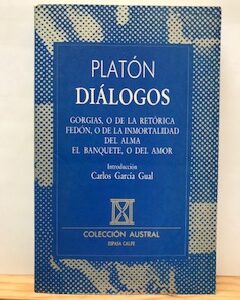 PLATÓN
DIÁLOGOS
GORGIAS, O DE LA RETÓRICA
FEDÓN, O DE LA INMORTALIDAD
DEL ALMA
EL BANQUETE, O DEL AMOR
Introducción
Carlos García Gual
COLECCIÓN AUSTRAL
ESPASA CALPE